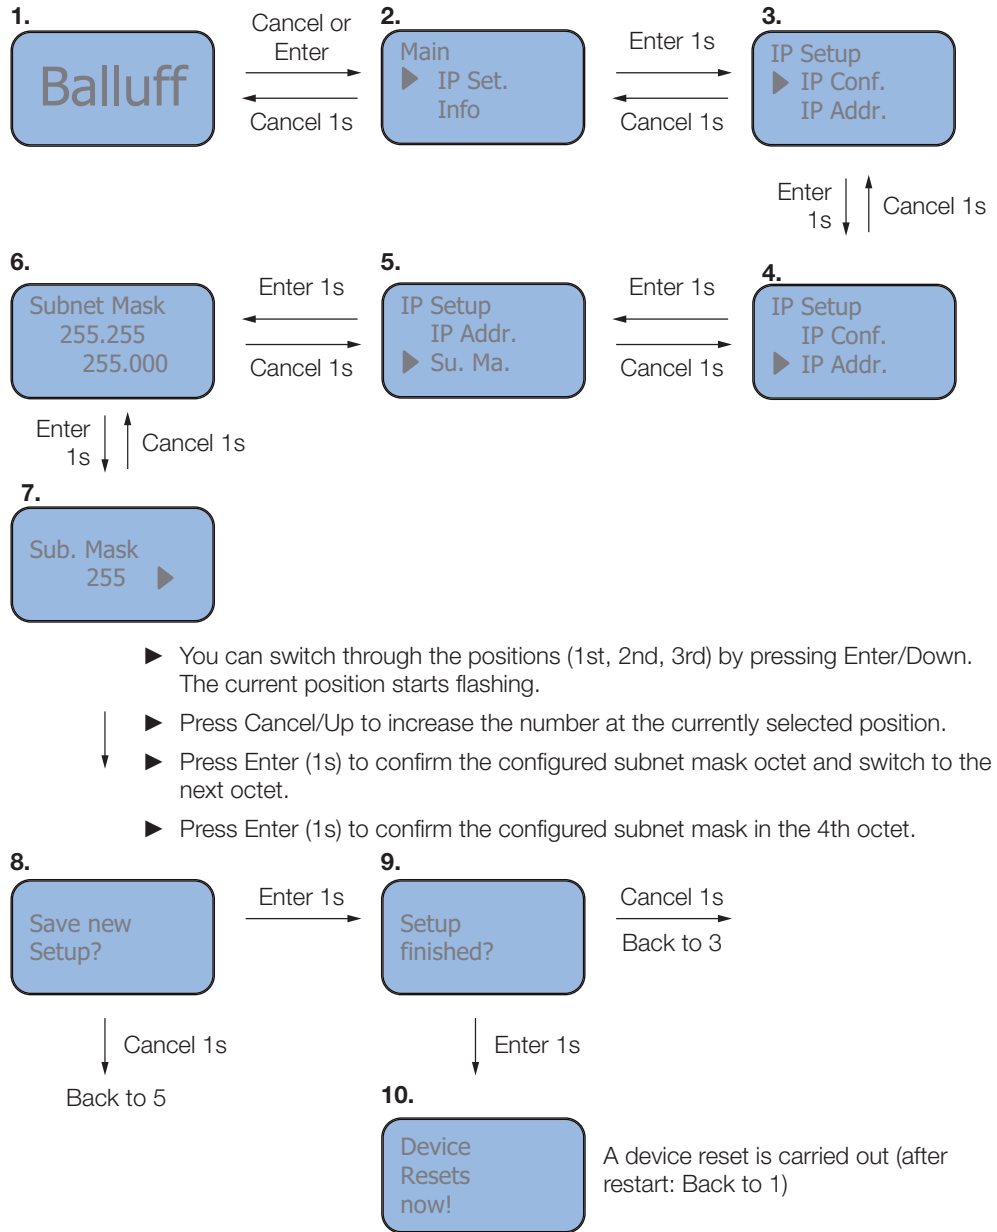 1.
Balluff
Cancel or
Enter
Cancel 1s
2.
Main
▶ IP Set.
Info
Enter 1s
Cancel 1s
3.
IP Setup
▶ IP Conf.
IP Addr.
Enter
1s
Cancel 1s
6.
Subnet Mask
255.255
255.000
Enter 1s
Cancel 1s
5.
IP Setup
IP Addr.
▶ Su. Ma.
Enter 1s
Cancel 1s
4.
IP Setup
IP Conf.
▶ IP Addr.
Enter
1s
Cancel 1s
7.
Sub. Mask
255 ▶
► You can switch through the positions (1st, 2nd, 3rd) by pressing Enter/Down.
The current position starts flashing.
► Press Cancel/Up to increase the number at the currently selected position.
► Press Enter (1s) to confirm the configured subnet mask octet and switch to the
next octet.
► Press Enter (1s) to confirm the configured subnet mask in the 4th octet.
8.
Save new
Setup?
Enter 1s
9.
Setup
finished?
Cancel 1s
Back to 3
Cancel 1s
Back to 5
Enter 1s
10.
Device
Resets
now!
A device reset is carried out (after
restart: Back to 1)